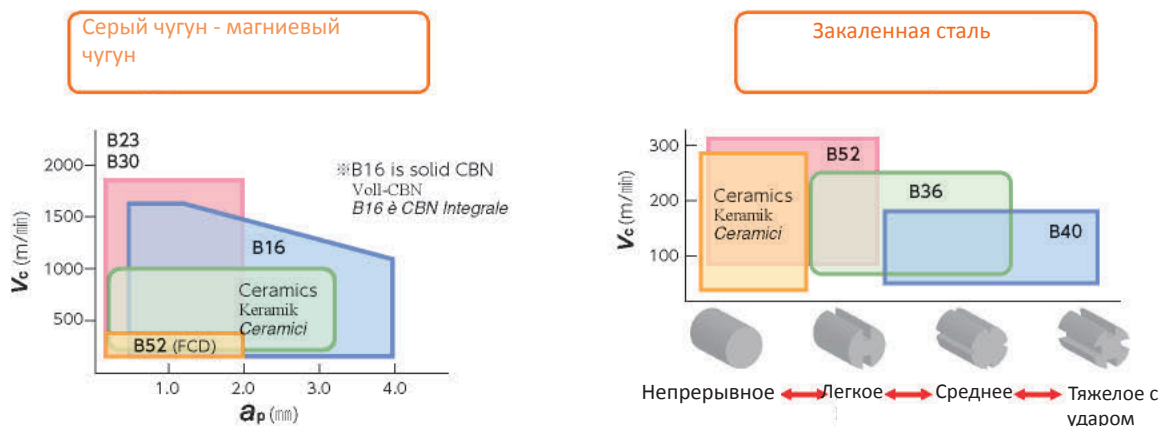 Серый чугун - магниевый
чугун
B23
B30
2000
1500
1000
500
Vc (m/min)
※B16 is solid CBN
Voll-CBN
B16 è CBN Integrale
B16
Ceramics
Keramik
Ceramici
B52 (FCD)
1.0 2.0 3.0 4.0
ap (mm)
Закаленная сталь
300
200
100
Vc (m/min)
B52
Ceramics
Keramik
Ceramici
B36
B40
Непрерывное Легкое Среднее Тяжелое с
ударом